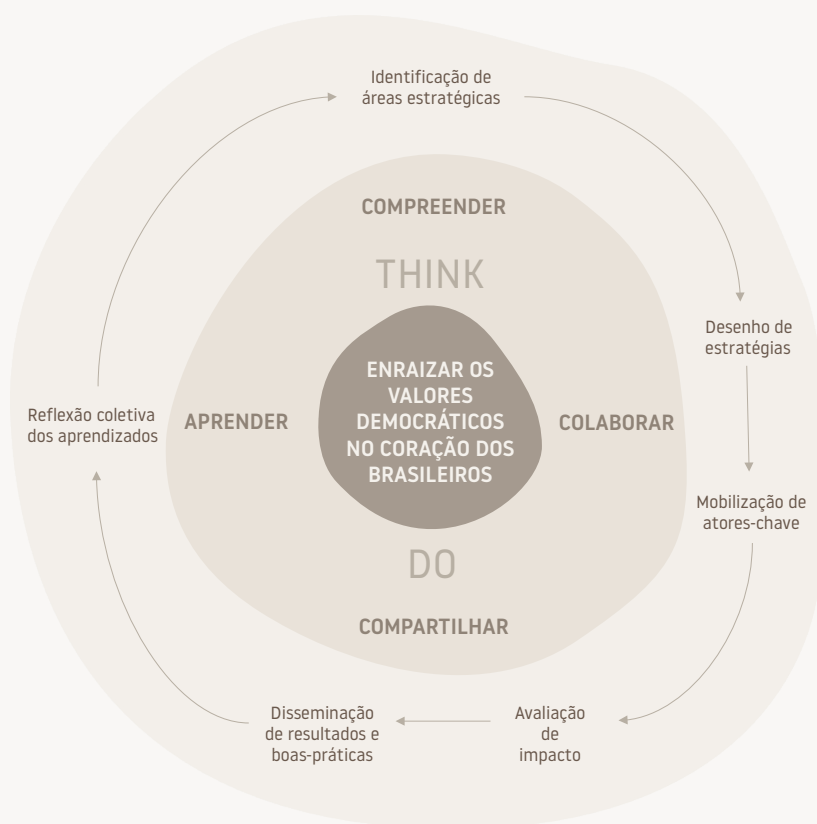 Identificação de
áreas estratégicas
COMPREENDER
THINK
Desenho de
estratégias
ENRAIZAR OS
VALORES
DEMOCRÁTICOS
NO CORAÇÃO DOS
BRASILEIROS
Reflexão coletiva
dos aprendizados
APRENDER
COLABORAR
Mobilização de
atores-chave
DO
COMPARTILHAR
Disseminação
de resultados e
boas-práticas
Avaliação
de
impacto